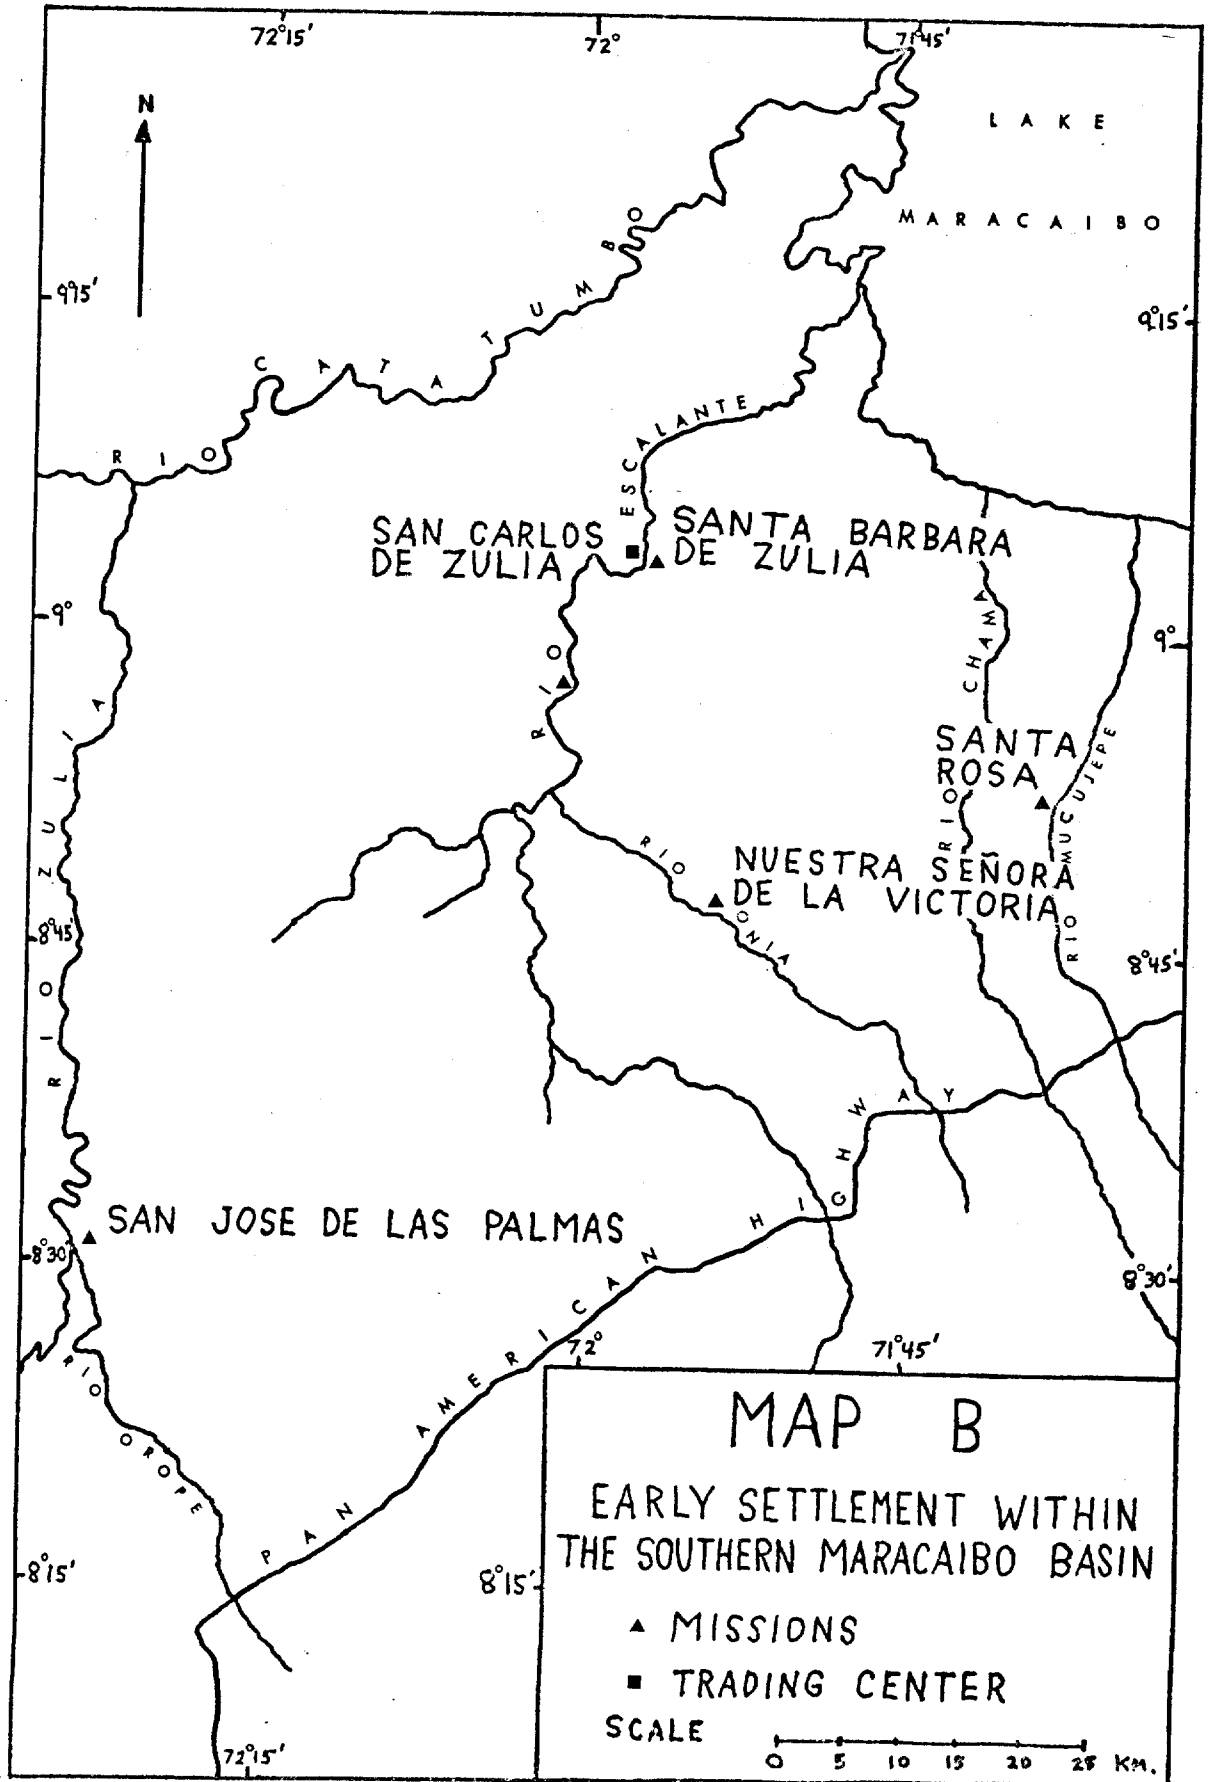 72°15'
72°
71°45'
N
LAKE
MARACAIBO
9°15'
9°15'
RIO CATATUMBO
RIO ESCALANTE
SAN CARLOS
DE ZULIA
SANTA BARBARA
DE ZULIA
9°
9°
RIO CHAMA
RIO ZULIA
SANTA
ROSA
RIO MUCUJEPE
RIO ONIA
NUESTRA SEÑORA
DE LA VICTORIA
8°45'
8°45'
SAN JOSE DE LAS PALMAS
8°30'
8°30'
PAN AMERICAN HIGHWAY
RIO OROPE
72°
71°45'
8°15'
8°15'
72°15'
MAP B
EARLY SETTLEMENT WITHIN
THE SOUTHERN MARACAIBO BASIN
▲ MISSIONS
■ TRADING CENTER
SCALE
0 5 10 15 20 25 KM.